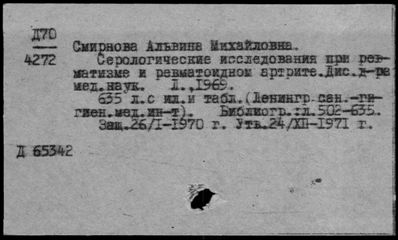 Д70
4272
Смирнова Альвина Михайловна.
Серологические исследования при рев-
матизме и ревматоидном артрите.Дис.д-ра
мед.наук. Л.,1969.
635 л.с ил.и табл.(Ленингр.сан.-ги-
гиен.мед.ин-т). Библиогр.:л.502-635.
Защ.26/I-1970 г. Утв.24/XII-1971 г.
Д 65342